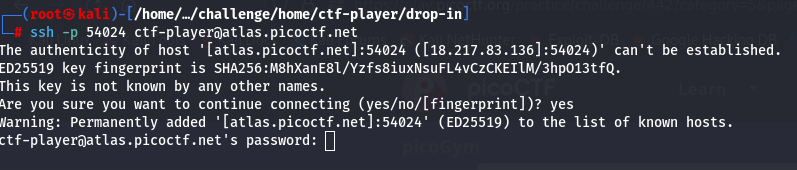 (root㉿kali)-[/home/…/challenge/home/ctf-player/drop-in]
# ssh -p 54024 ctf-player@atlas.picoctf.net
The authenticity of host '[atlas.picoctf.net]:54024 ([18.217.83.136]:54024)' can't be established.
ED25519 key fingerprint is SHA256:M8hXanE8l/Yzfs8iuxNsuFL4vCzCKEIlM/3hpO13tfQ.
This key is not known by any other names.
Are you sure you want to continue connecting (yes/no/[fingerprint])? yes
Warning: Permanently added '[atlas.picoctf.net]:54024' (ED25519) to the list of known hosts.
ctf-player@atlas.picoctf.net's password: